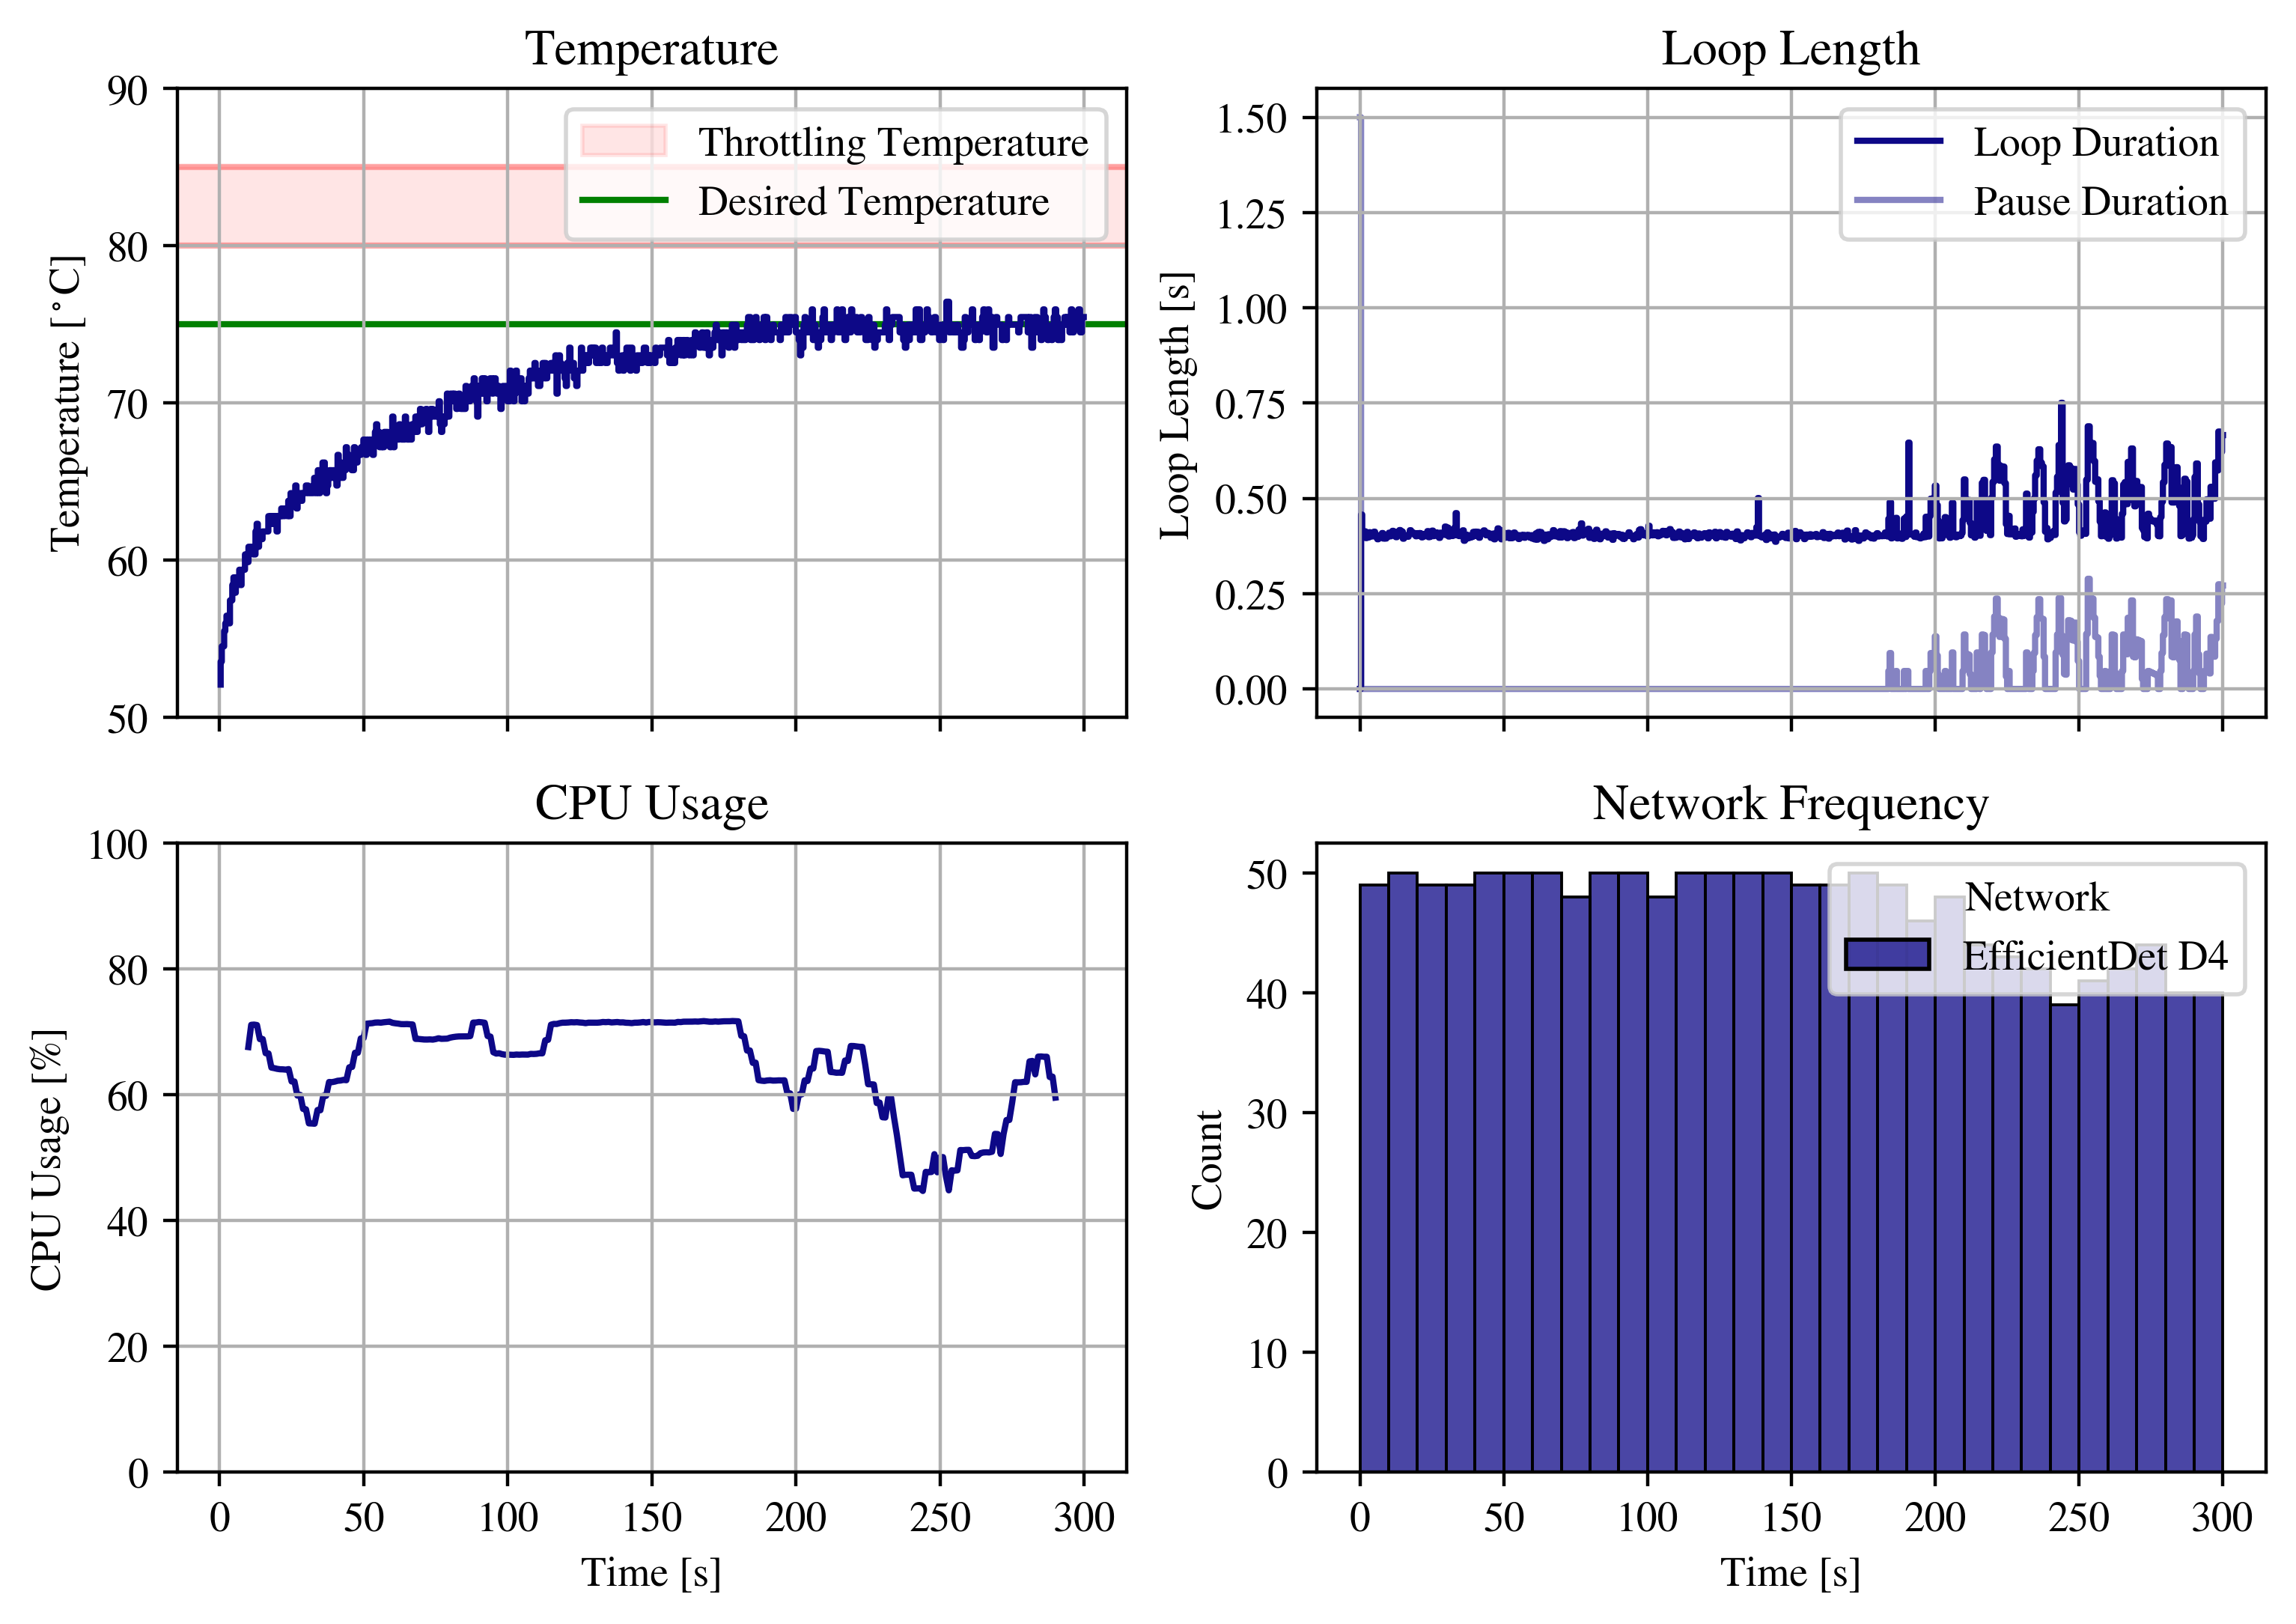 Temperature
90
80
70
60
50
Temperature [°C]
Throttling Temperature
Desired Temperature
Loop Length
1.50
1.25
1.00
0.75
0.50
0.25
0.00
Loop Length [s]
Loop Duration
Pause Duration
CPU Usage
100
80
60
40
20
0
CPU Usage [%]
0 50 100 150 200 250 300
Time [s]
Network Frequency
50
40
30
20
10
0
Count
Network
EfficientDet D4
0 50 100 150 200 250 300
Time [s]